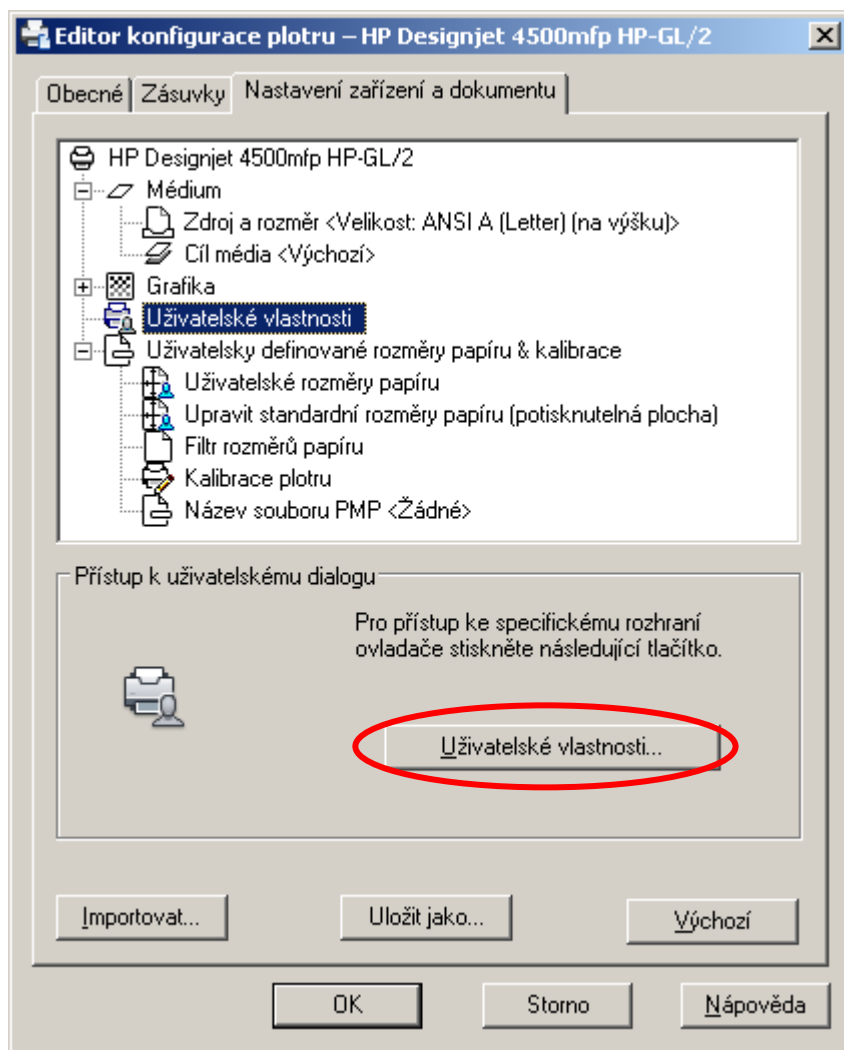 Editor konfigurace plotru – HP Designjet 4500mfp HP-GL/2
Obecné Zásuvky Nastavení zařízení a dokumentu
HP Designjet 4500mfp HP-GL/2
Médium
Zdroj a rozměr <Velikost: ANSI A (Letter) (na výšku)>
Cíl média <Výchozí>
Grafika
Uživatelské vlastnosti
Uživatelsky definované rozměry papíru & kalibrace
Uživatelské rozměry papíru
Upravit standardní rozměry papíru (potisknutelná plocha)
Filtr rozměrů papíru
Kalibrace plotru
Název souboru PMP <Žádné>
Přístup k uživatelskému dialogu
Pro přístup ke specifickému rozhraní
ovladače stiskněte následující tlačítko.
Uživatelské vlastnosti...
Importovat... Uložit jako... Výchozí
OK Storno Nápověda